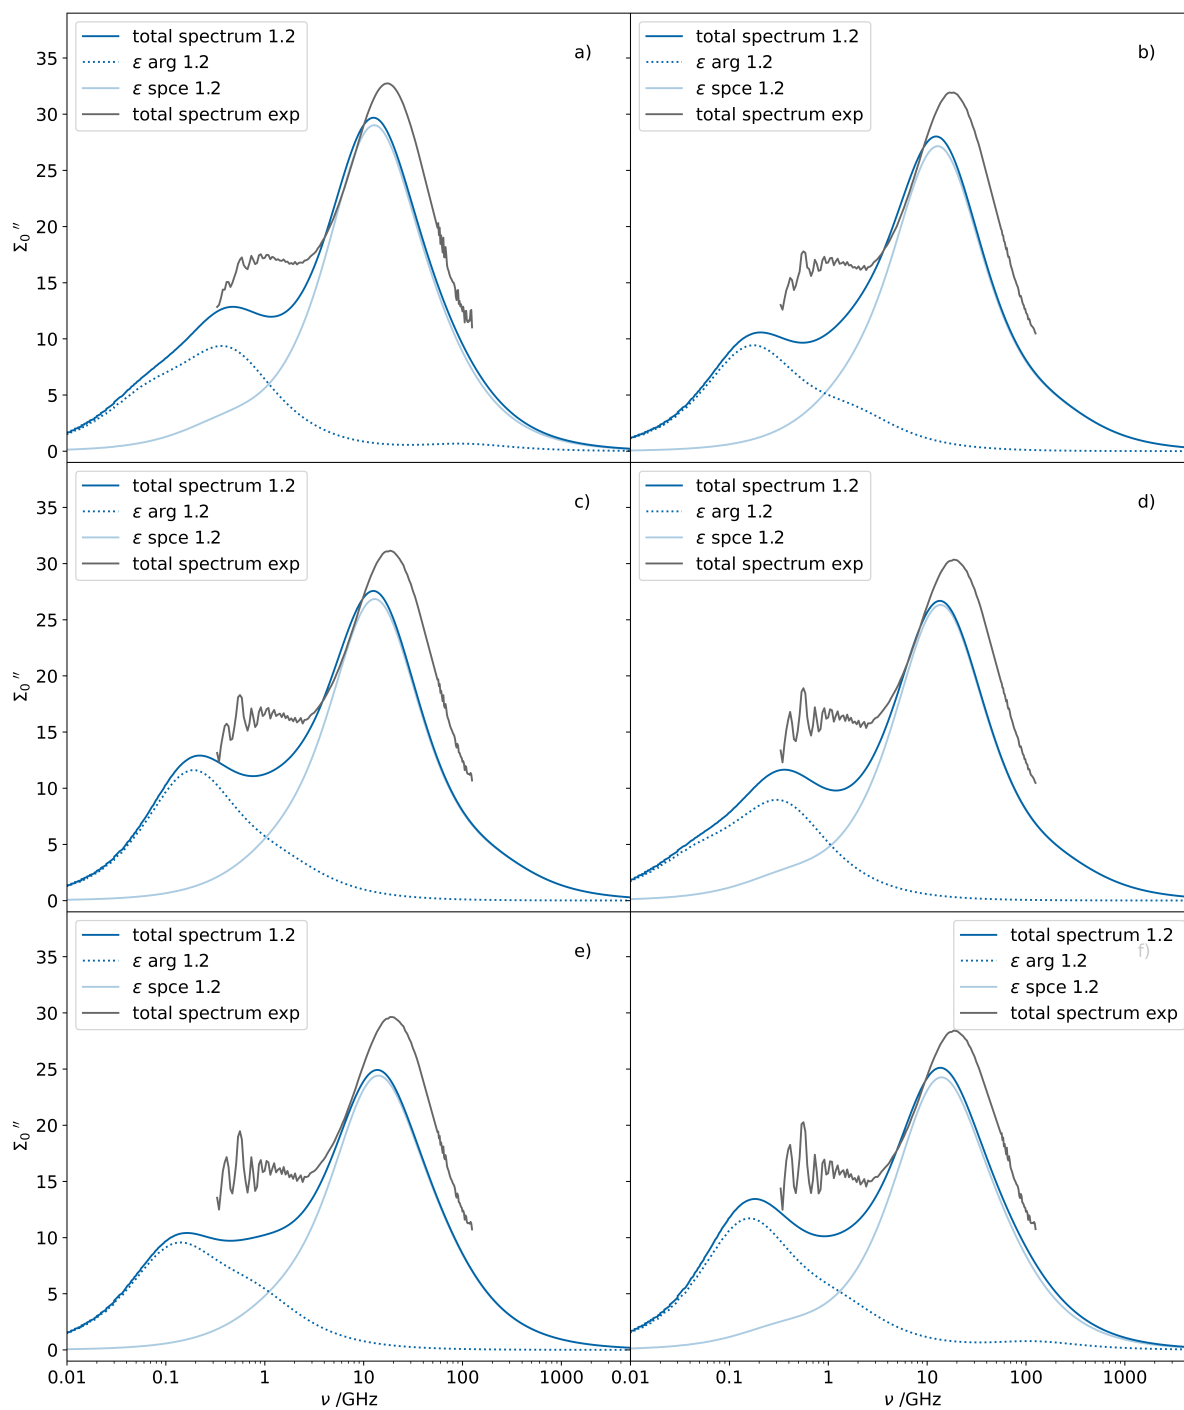 total spectrum 1.2
ε arg 1.2
ε spce 1.2
total spectrum exp
a)
total spectrum 1.2
ε arg 1.2
ε spce 1.2
total spectrum exp
b)
35
30
25
20
15
10
5
0
Σ₀″
total spectrum 1.2
ε arg 1.2
ε spce 1.2
total spectrum exp
c)
total spectrum 1.2
ε arg 1.2
ε spce 1.2
total spectrum exp
d)
35
30
25
20
15
10
5
0
Σ₀″
total spectrum 1.2
ε arg 1.2
ε spce 1.2
total spectrum exp
e)
total spectrum 1.2
ε arg 1.2
ε spce 1.2
total spectrum exp
f)
35
30
25
20
15
10
5
0
Σ₀″
0.01 0.1 1 10 100 1000
0.01 0.1 1 10 100 1000
ν /GHz
ν /GHz